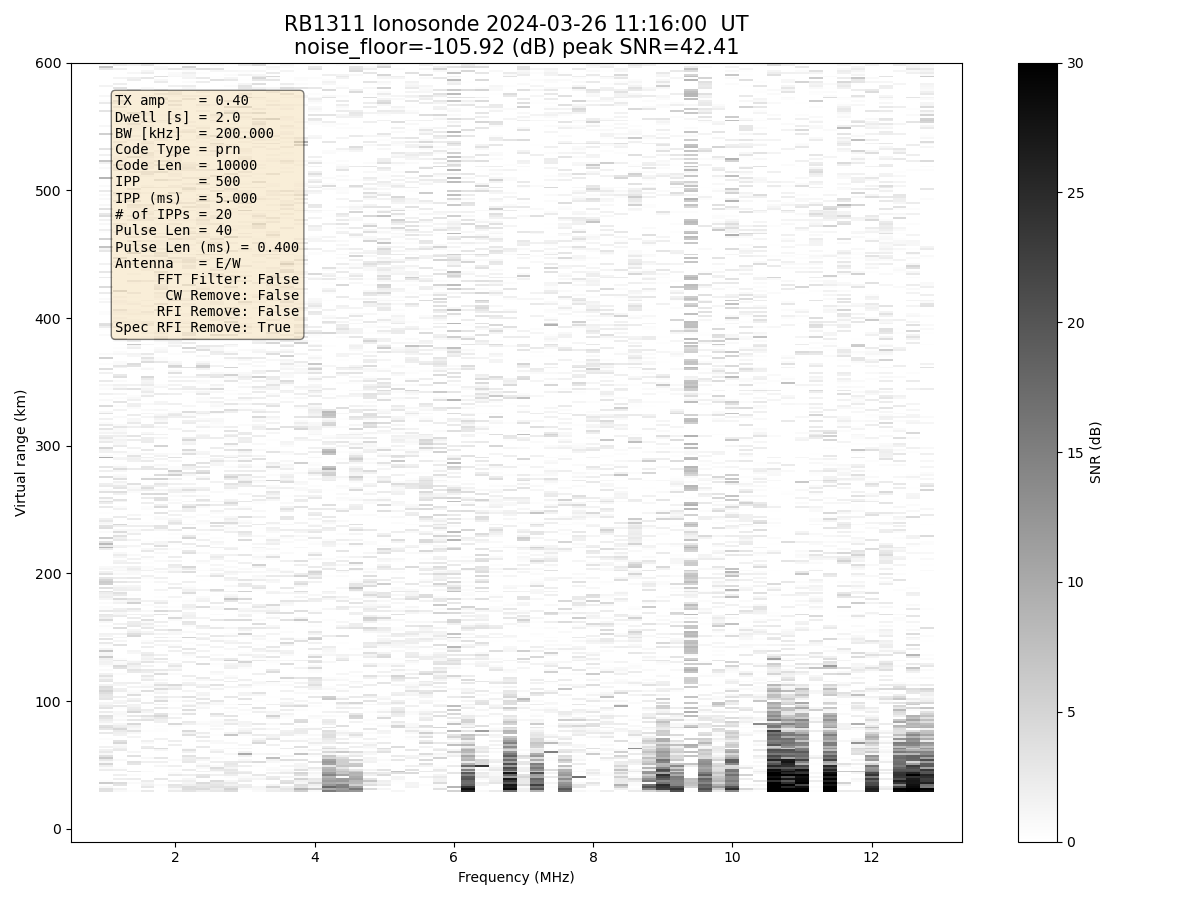 RB1311 Ionosonde 2024-03-26 11:16:00  UT
noise_floor=-105.92 (dB) peak SNR=42.41
600
500
400
300
200
100
0
Virtual range (km)
TX amp    = 0.40
Dwell [s] = 2.0
BW [kHz]  = 200.000
Code Type = prn
Code Len  = 10000
IPP       = 500
IPP (ms)  = 5.000
# of IPPs = 20
Pulse Len = 40
Pulse Len (ms) = 0.400
Antenna   = E/W
FFT Filter: False
CW Remove: False
RFI Remove: False
Spec RFI Remove: True
2 4 6 8 10 12
Frequency (MHz)
30
25
20
15
10
5
0
SNR (dB)